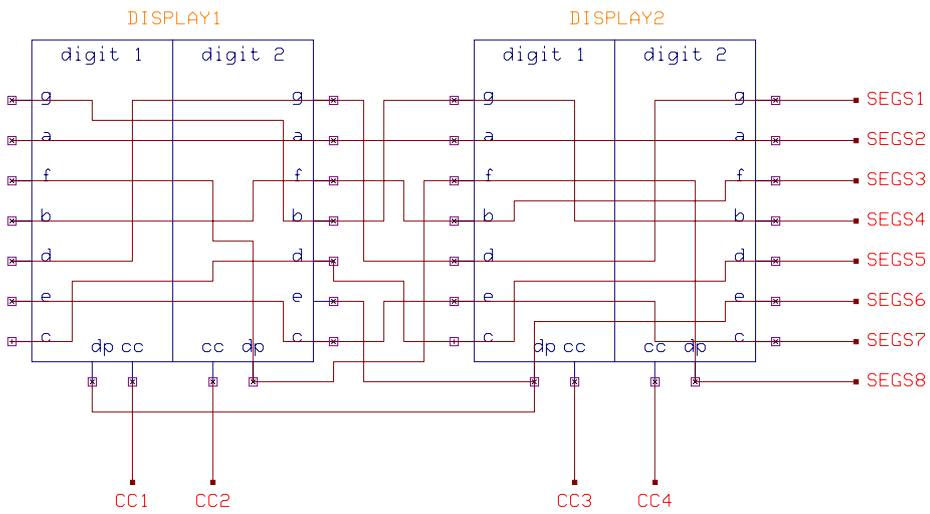 DISPLAY1 DISPLAY2
digit 1 digit 2 digit 1 digit 2
g g g g SEGS1
a a a a SEGS2
f f f f SEGS3
b b b b SEGS4
d d d d SEGS5
e e e e SEGS6
c c c c SEGS7
dp cc cc dp dp cc cc dp
SEGS8
CC1 CC2 CC3 CC4